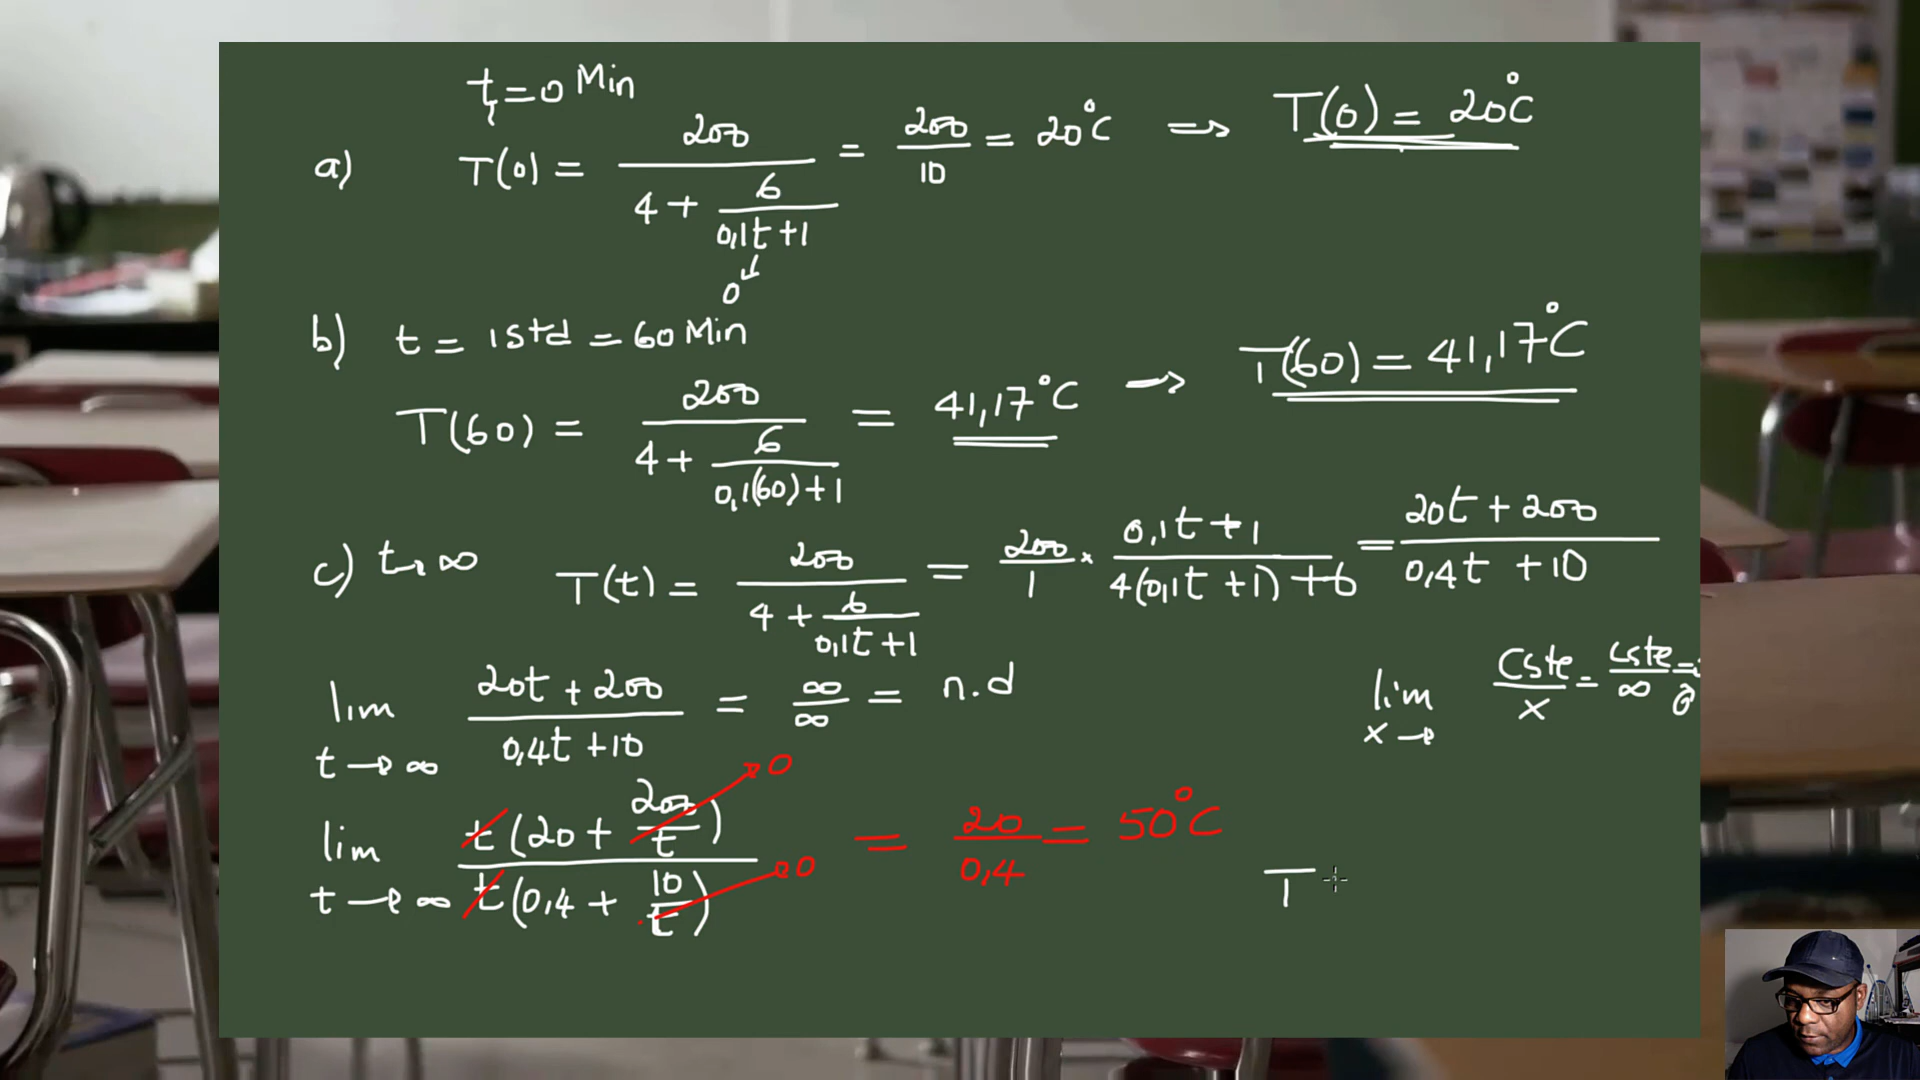 t = 0 Min
a) T(0) = 200 / (4 + 6 / (0,1t + 1)) = 200/10 = 20°C ⇒ T(0) = 20°C
0
b) t = 1 std = 60 Min
T(60) = 200 / (4 + 6 / (0,1(60) + 1)) = 41,17°C → T(60) = 41,17°C
c) t → ∞ T(t) = 200 / (4 + 6 / (0,1t + 1)) = 200/1 × (0,1t + 1) / (4(0,1t + 1) + 6) = (20t + 200) / (0,4t + 10)
lim t → ∞ (20t + 200) / (0,4t + 10) = ∞/∞ = n.d
lim x → Cste/x = Cste/∞ =
lim t → ∞ t(20 + 200/t) → 0 / t(0,4 + 10/t) → 0 = 20/0,4 = 50°C
T